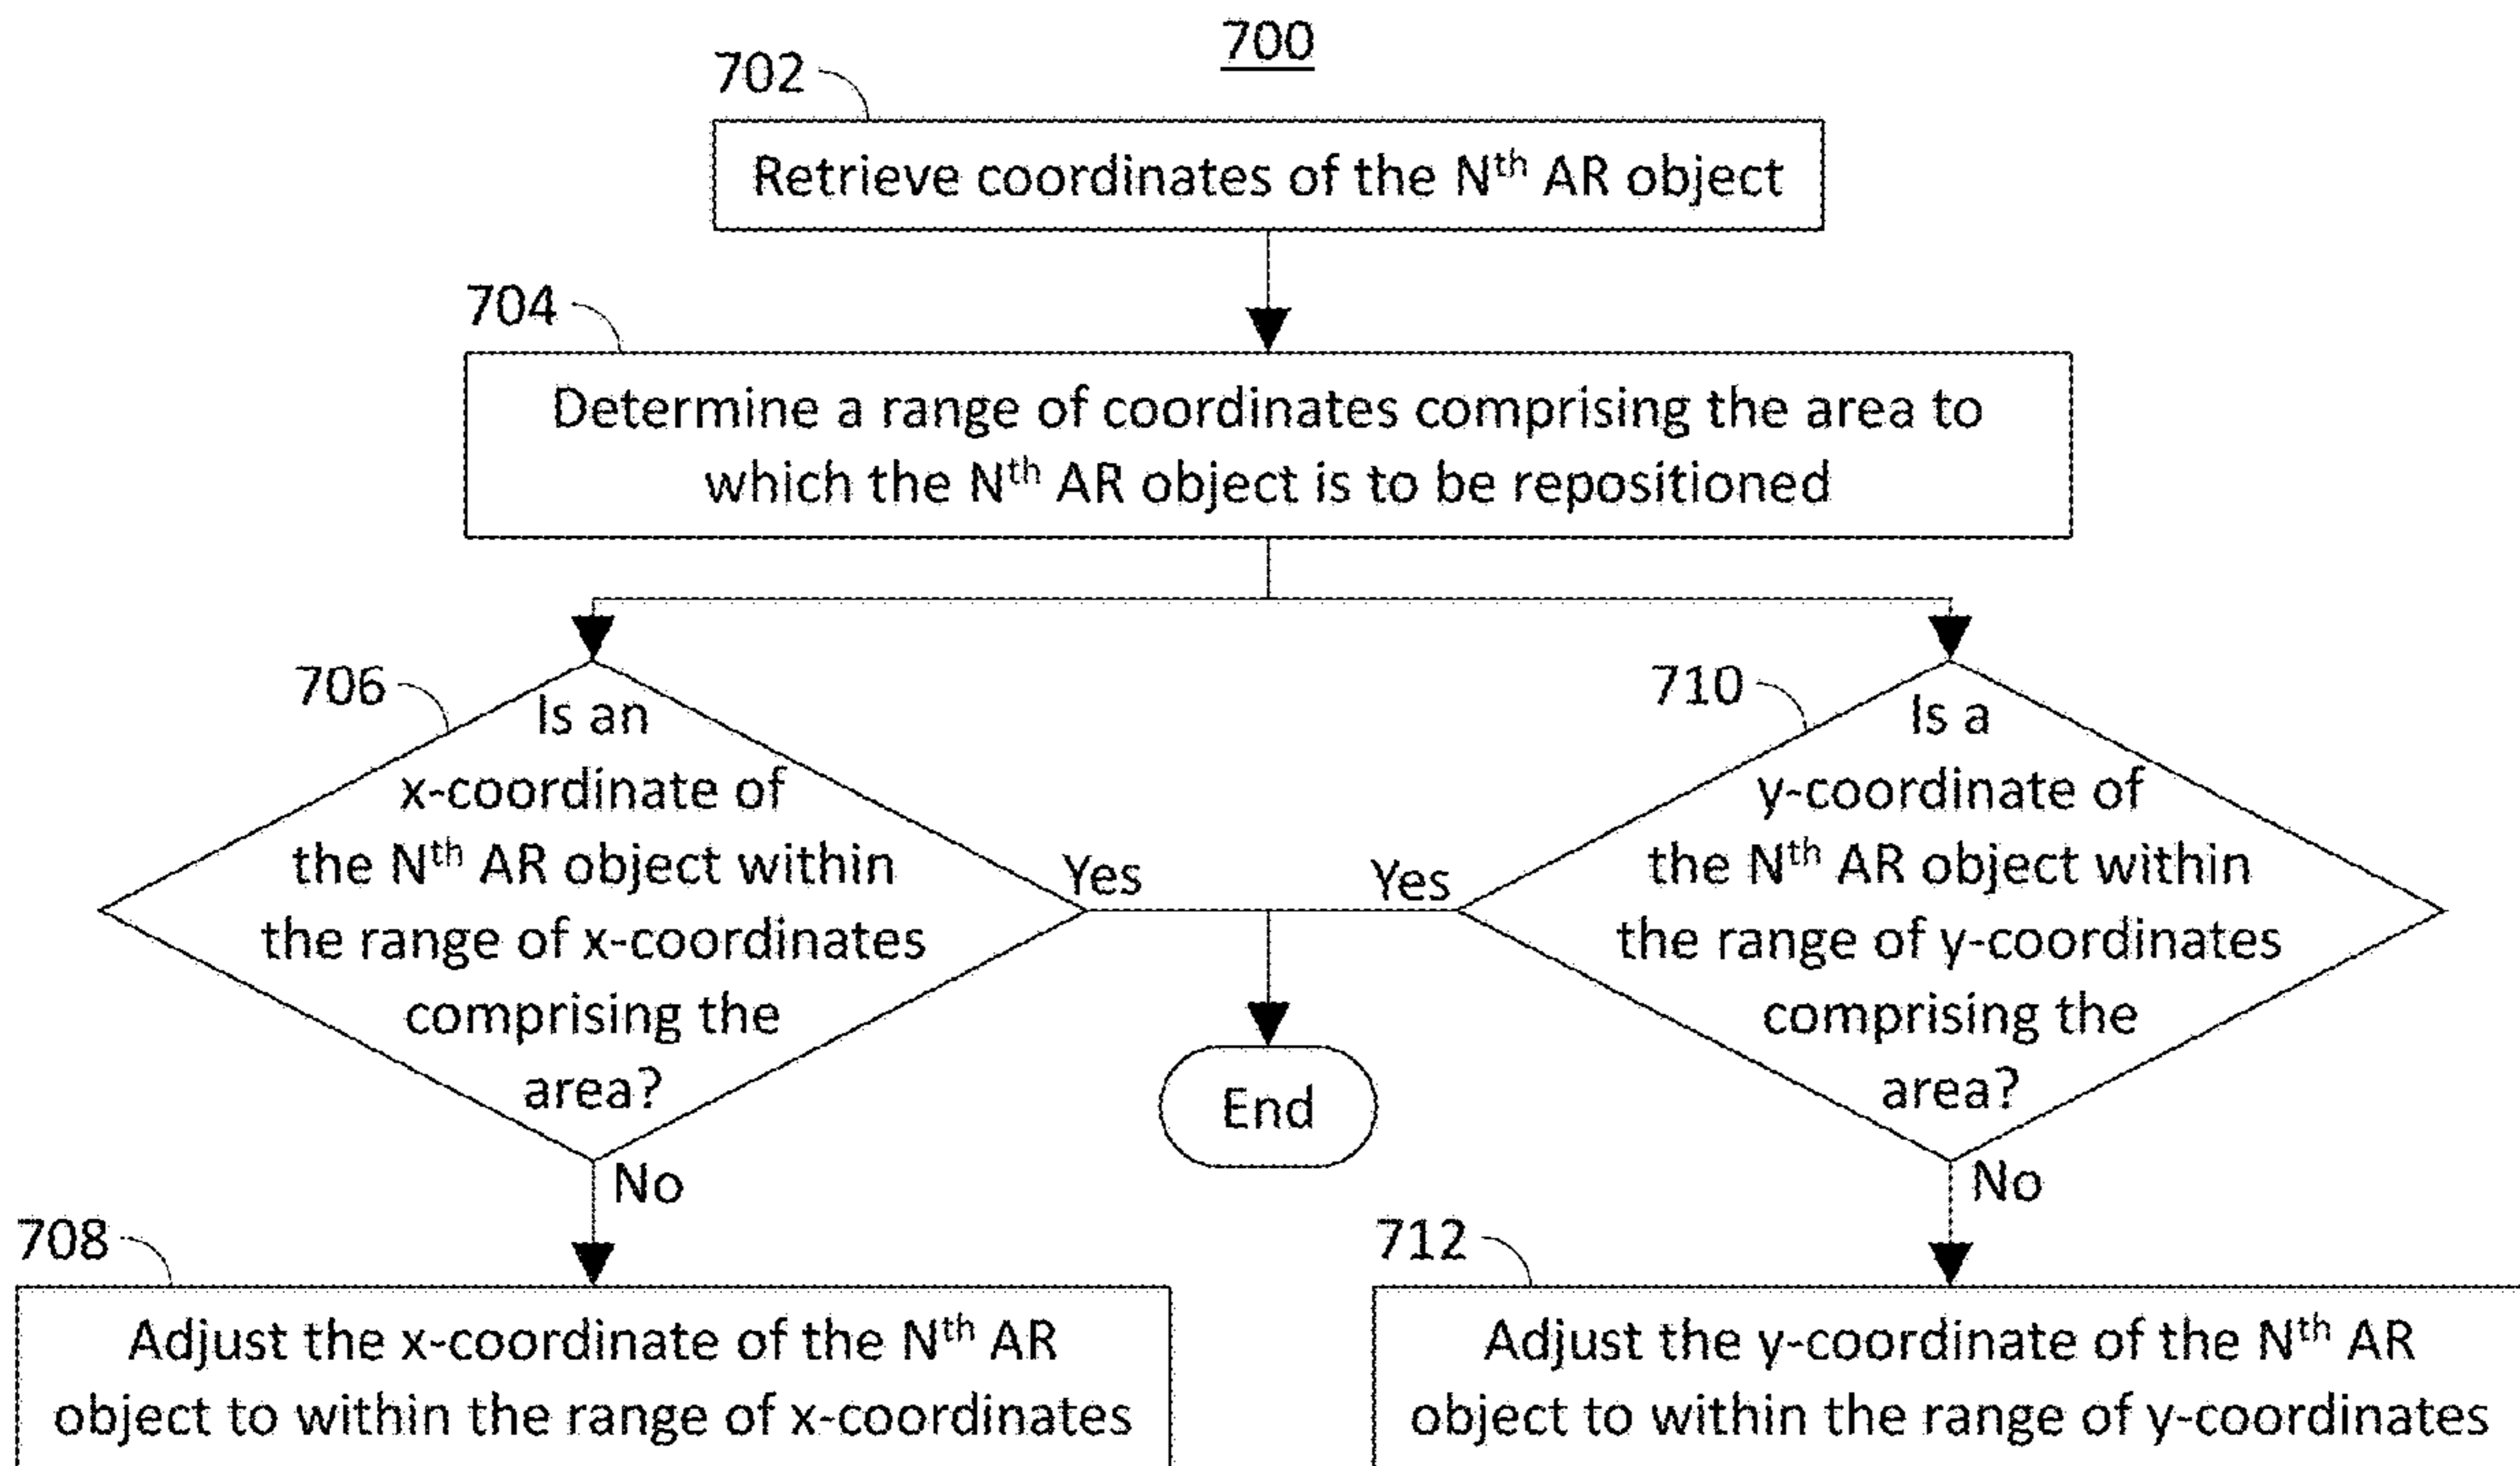 700
702
Retrieve coordinates of the Nth AR object
704
Determine a range of coordinates comprising the area to
which the Nth AR object is to be repositioned
706
Is an
x-coordinate of
the Nth AR object within
the range of x-coordinates
comprising the
area?
Yes
No
710
Is a
y-coordinate of
the Nth AR object within
the range of y-coordinates
comprising the
area?
Yes
No
End
708
Adjust the x-coordinate of the Nth AR
object to within the range of x-coordinates
712
Adjust the y-coordinate of the Nth AR
object to within the range of y-coordinates